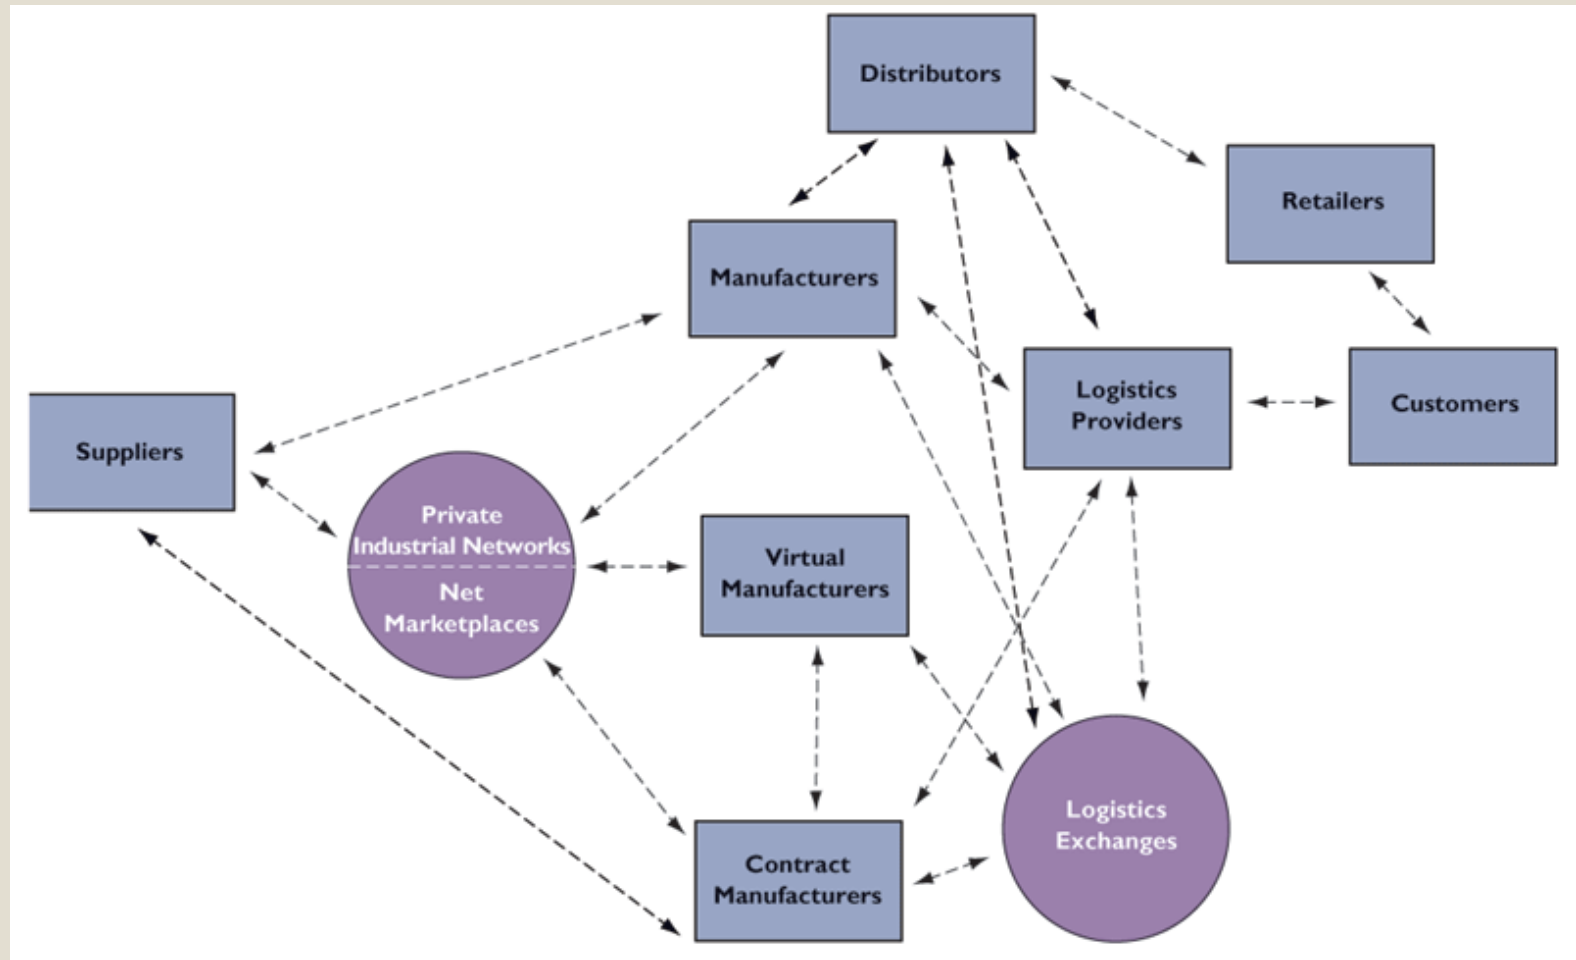 Distributors
Retailers
Manufacturers
Logistics
Providers
Customers
Suppliers
Private
Industrial Networks
Net
Marketplaces
Virtual
Manufacturers
Logistics
Exchanges
Contract
Manufacturers